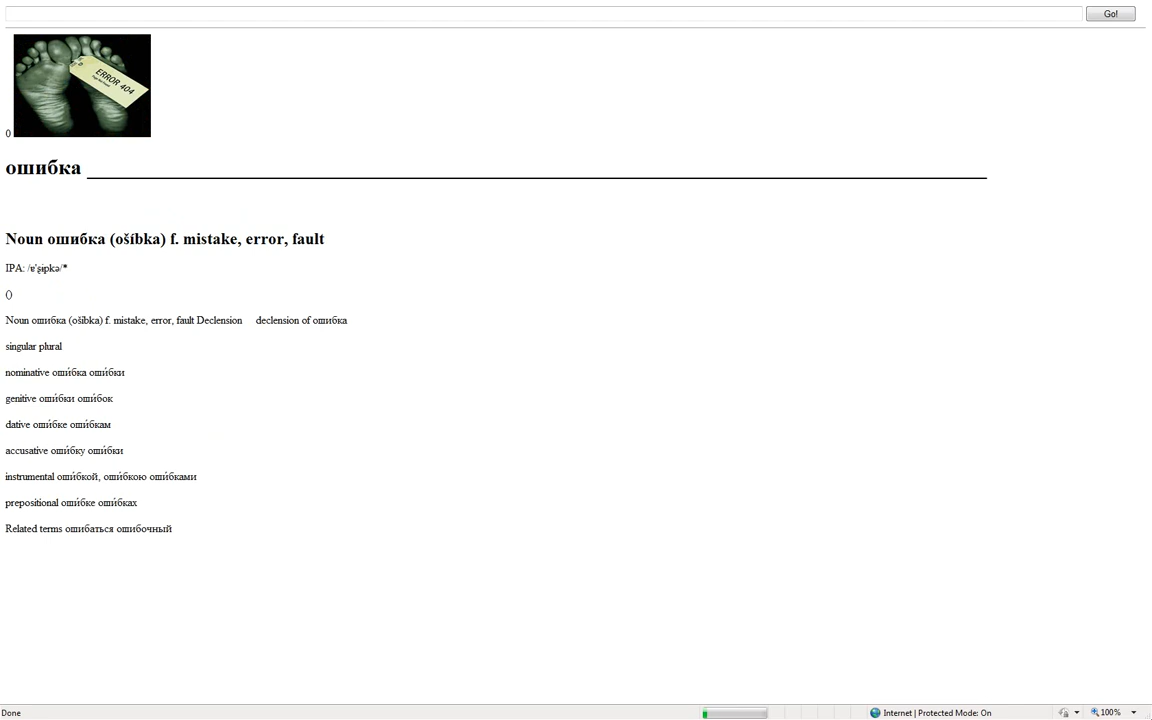 Go!
ERROR 404
0
ошибка
Noun ошибка (ošíbka) f. mistake, error, fault
IPA: /ɐˈʂɨpkə/*
()
Noun ошибка (ošíbka) f. mistake, error, fault Declension declension of ошибка
singular plural
nominative оши́бка оши́бки
genitive оши́бки оши́бок
dative оши́бке оши́бкам
accusative оши́бку оши́бки
instrumental оши́бкой, оши́бкою оши́бками
prepositional оши́бке оши́бках
Related terms ошибаться ошибочный
Done
Internet | Protected Mode: On
100%